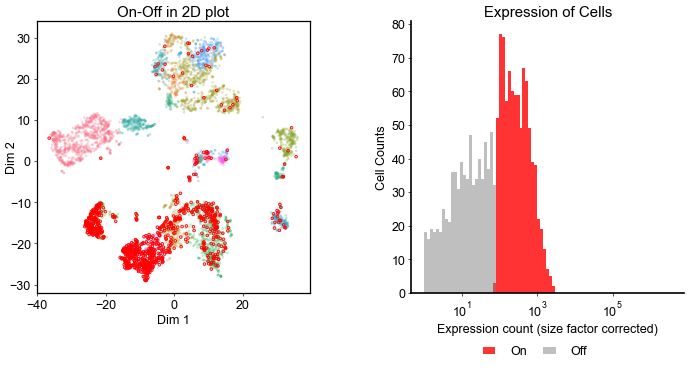 On-Off in 2D plot
Expression of Cells
30
20
10
0
−10
−20
−30
Dim 2
−40
−20
0
20
Dim 1
80
70
60
50
40
30
20
10
0
Cell Counts
10^1
10^3
10^5
Expression count (size factor corrected)
On
Off